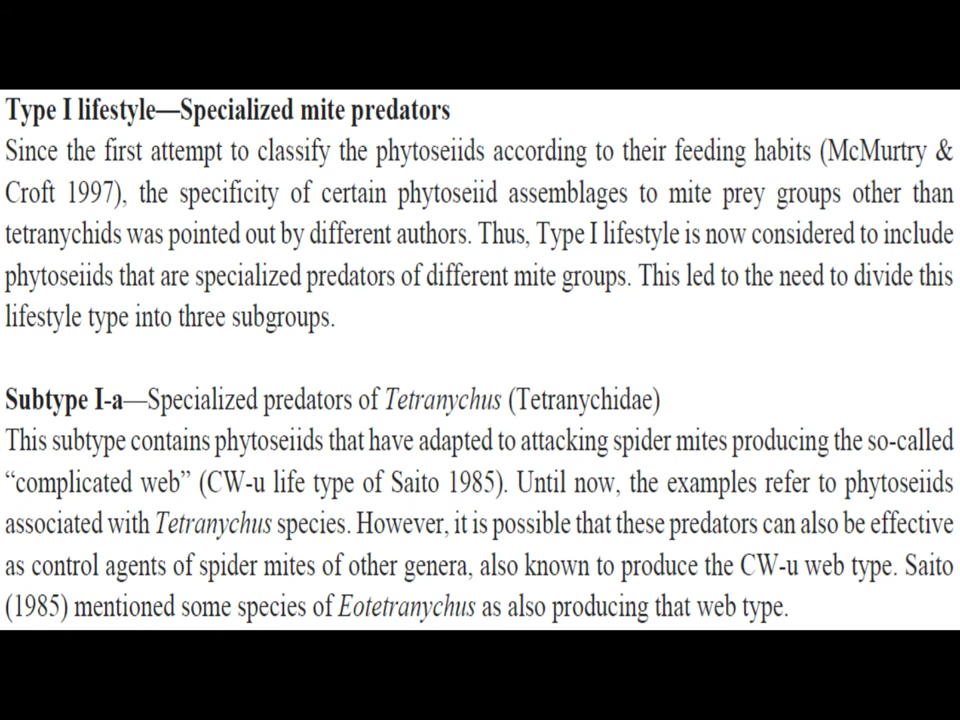 Type I lifestyle—Specialized mite predators
Since the first attempt to classify the phytoseiids according to their feeding habits (McMurtry &
Croft 1997), the specificity of certain phytoseiid assemblages to mite prey groups other than
tetranychids was pointed out by different authors. Thus, Type I lifestyle is now considered to include
phytoseiids that are specialized predators of different mite groups. This led to the need to divide this
lifestyle type into three subgroups.
Subtype I-a—Specialized predators of Tetranychus (Tetranychidae)
This subtype contains phytoseiids that have adapted to attacking spider mites producing the so-called
“complicated web” (CW-u life type of Saito 1985). Until now, the examples refer to phytoseiids
associated with Tetranychus species. However, it is possible that these predators can also be effective
as control agents of spider mites of other genera, also known to produce the CW-u web type. Saito
(1985) mentioned some species of Eotetranychus as also producing that web type.